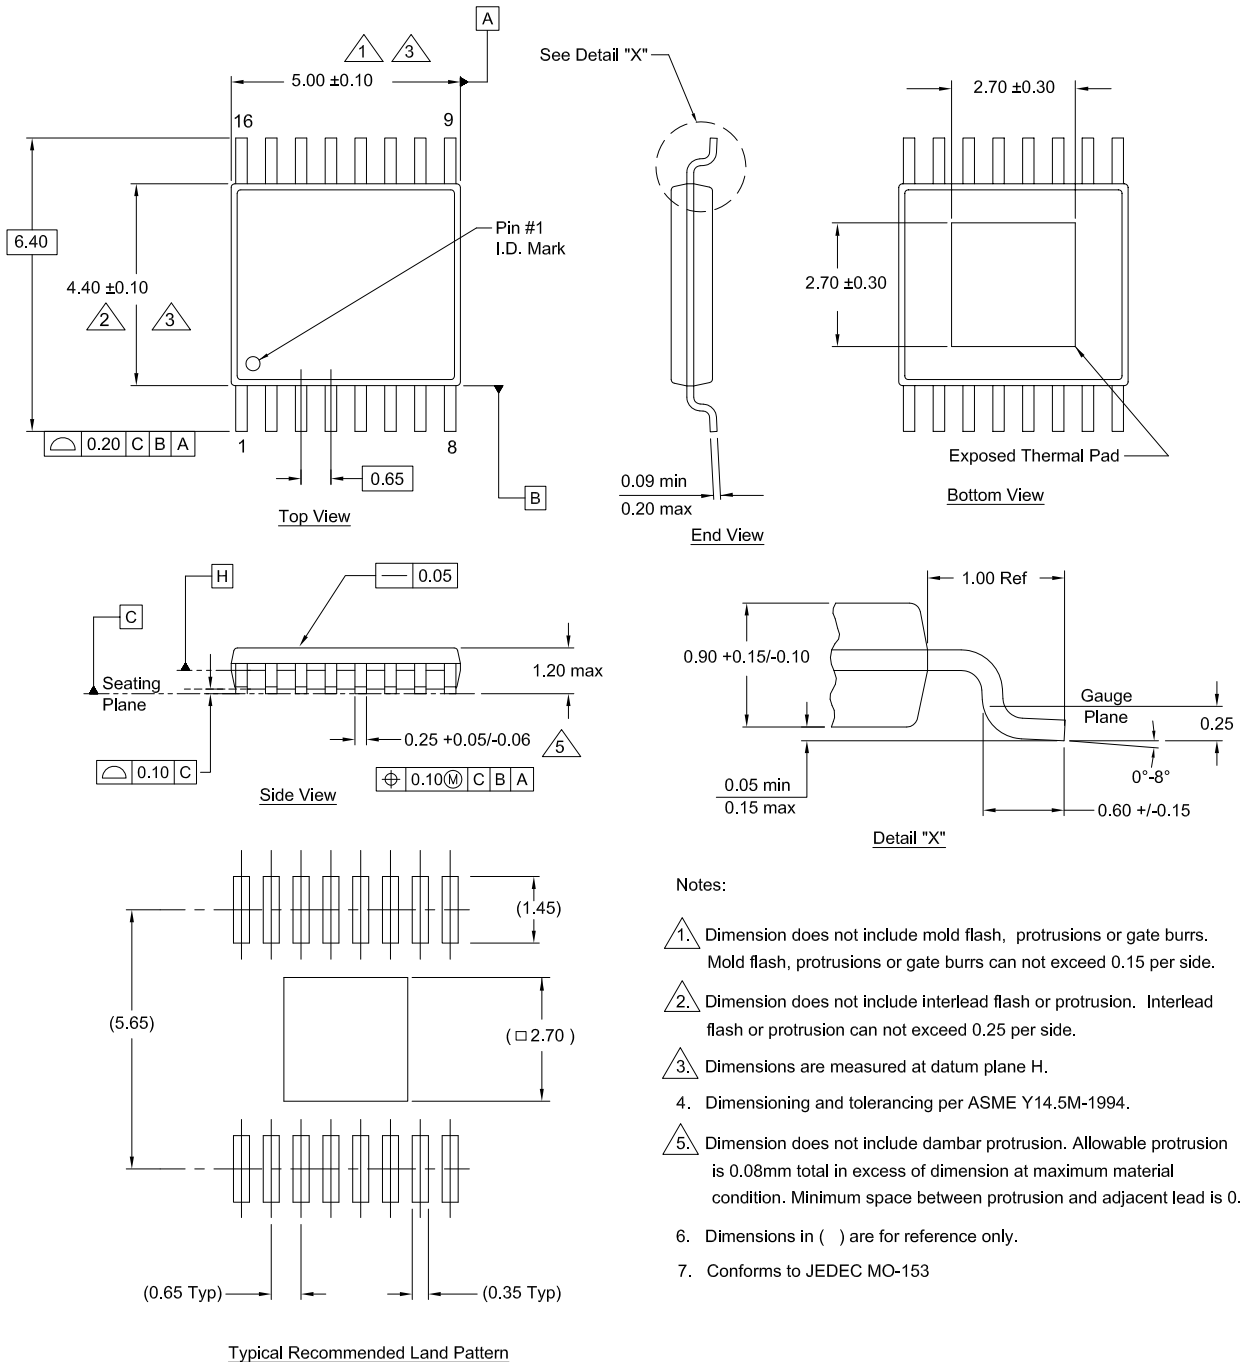 A
1 3
5.00 ±0.10
16 9
6.40
4.40 ±0.10
2 3
Pin #1
I.D. Mark
0.20 C B A
1 8
0.65
B
Top View
See Detail "X"
0.09 min
0.20 max
End View
2.70 ±0.30
2.70 ±0.30
Exposed Thermal Pad
Bottom View
H
0.05
C
Seating
Plane
1.20 max
0.25 +0.05/-0.06
5
0.10 C
⌖ 0.10Ⓜ C B A
Side View
1.00 Ref
0.90 +0.15/-0.10
Gauge
Plane
0.25
0°-8°
0.05 min
0.15 max
0.60 +/-0.15
Detail "X"
(1.45)
(5.65)
(□2.70 )
(0.65 Typ)
(0.35 Typ)
Typical Recommended Land Pattern
Notes:
1. Dimension does not include mold flash, protrusions or gate burrs.
Mold flash, protrusions or gate burrs can not exceed 0.15 per side.
2. Dimension does not include interlead flash or protrusion. Interlead
flash or protrusion can not exceed 0.25 per side.
3. Dimensions are measured at datum plane H.
4. Dimensioning and tolerancing per ASME Y14.5M-1994.
5. Dimension does not include dambar protrusion. Allowable protrusion
is 0.08mm total in excess of dimension at maximum material
condition. Minimum space between protrusion and adjacent lead is 0.
6. Dimensions in ( ) are for reference only.
7. Conforms to JEDEC MO-153